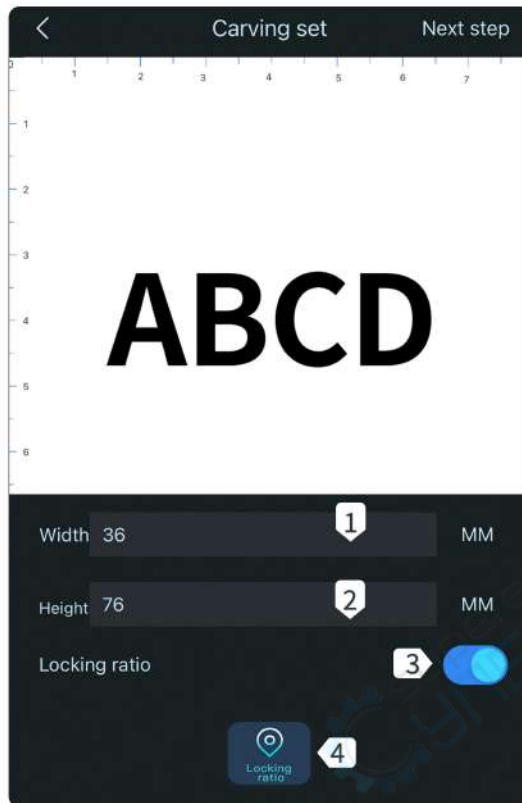 Carving set Next step
0 1 2 3 4 5 6 7
1
2
3
ABCD
4
5
6
Width 36 1 MM
Height 76 2 MM
Locking ratio 3
Locking
ratio
4